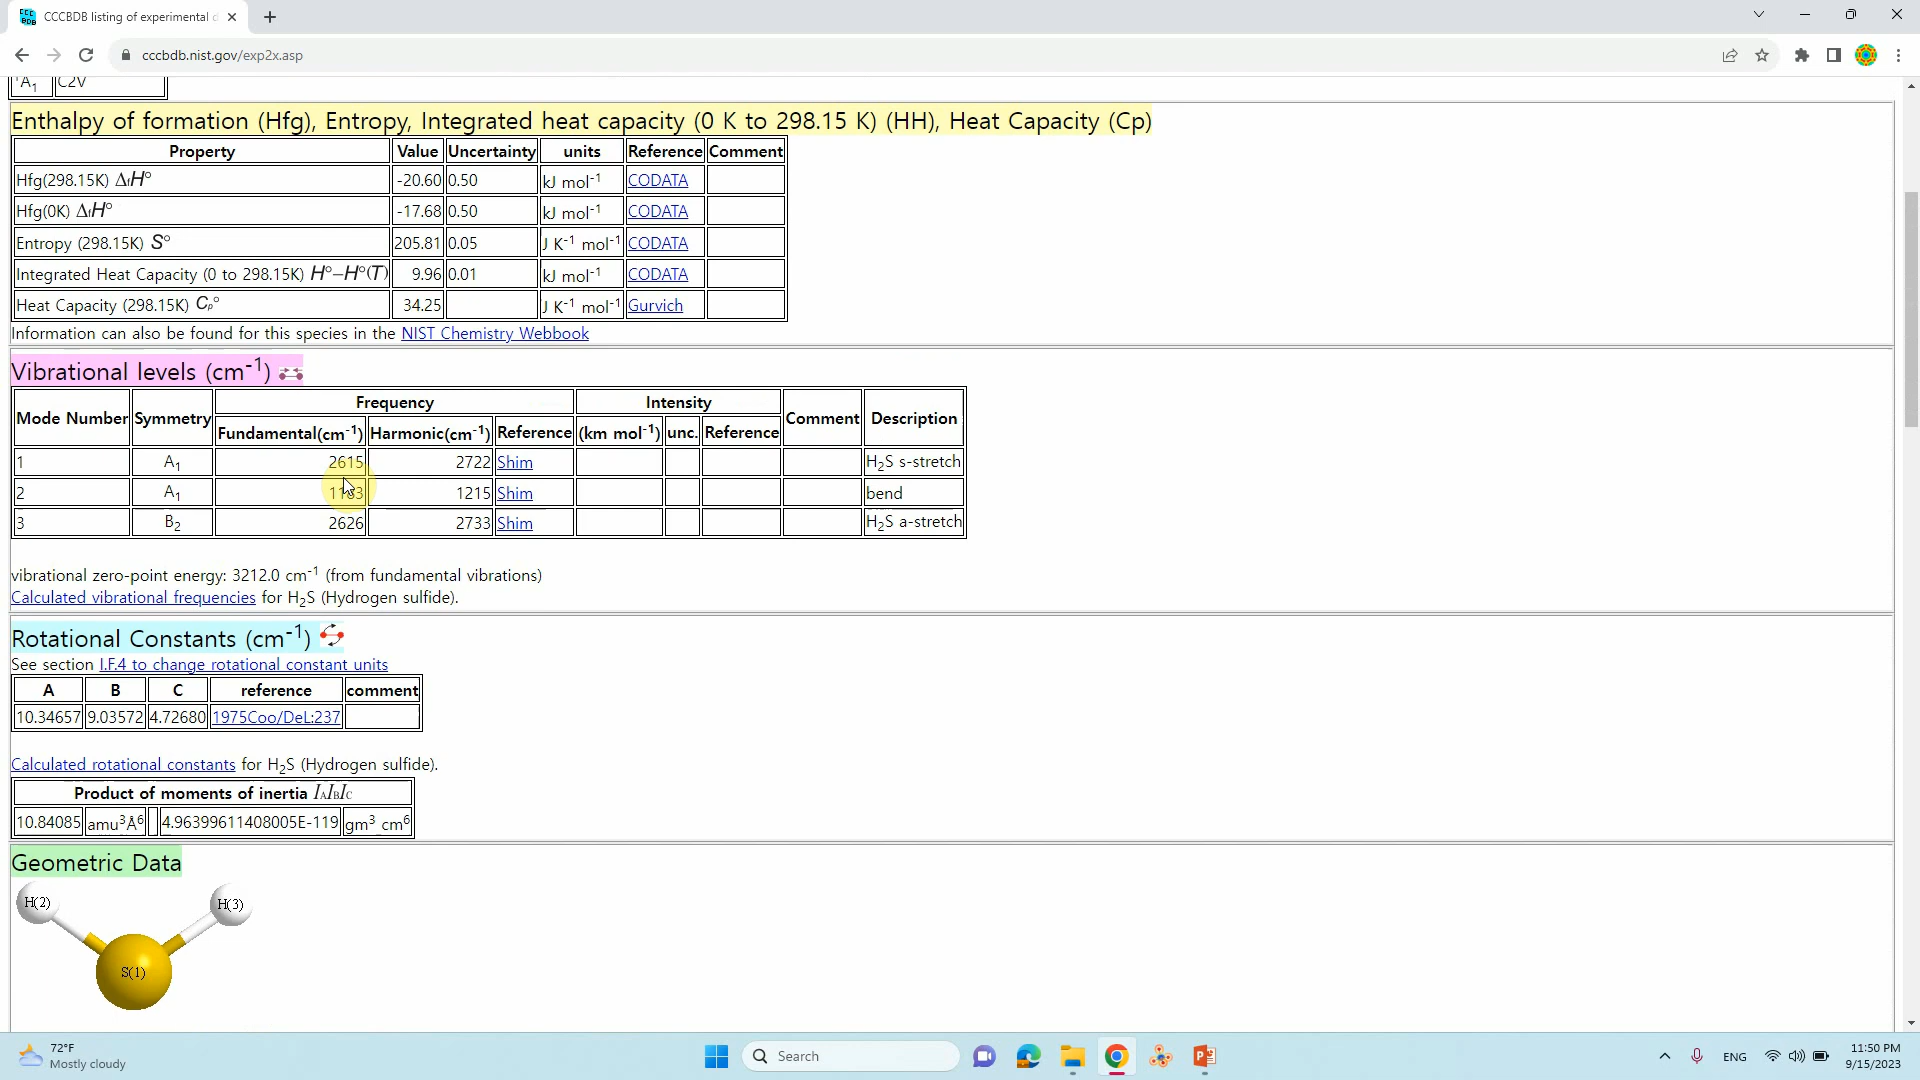 CCCBDB listing of experimental d
cccbdb.nist.gov/exp2x.asp
¹A₁ C2V
Enthalpy of formation (Hfg), Entropy, Integrated heat capacity (0 K to 298.15 K) (HH), Heat Capacity (Cp)
Property Value Uncertainty units Reference Comment
Hfg(298.15K) ΔfH° -20.60 0.50 kJ mol⁻¹ CODATA
Hfg(0K) ΔfH° -17.68 0.50 kJ mol⁻¹ CODATA
Entropy (298.15K) S° 205.81 0.05 J K⁻¹ mol⁻¹ CODATA
Integrated Heat Capacity (0 to 298.15K) H°–H°(T) 9.96 0.01 kJ mol⁻¹ CODATA
Heat Capacity (298.15K) Cp° 34.25 J K⁻¹ mol⁻¹ Gurvich
Information can also be found for this species in the NIST Chemistry Webbook
Vibrational levels (cm⁻¹)
Mode Number Symmetry Frequency Intensity Comment Description
Fundamental(cm⁻¹) Harmonic(cm⁻¹) Reference (km mol⁻¹) unc. Reference
1 A₁ 2615 2722 Shim H₂S s-stretch
2 A₁ 1183 1215 Shim bend
3 B₂ 2626 2733 Shim H₂S a-stretch
vibrational zero-point energy: 3212.0 cm⁻¹ (from fundamental vibrations)
Calculated vibrational frequencies for H₂S (Hydrogen sulfide).
Rotational Constants (cm⁻¹)
See section I.F.4 to change rotational constant units
A B C reference comment
10.34657 9.03572 4.72680 1975Coo/DeL:237
Calculated rotational constants for H₂S (Hydrogen sulfide).
Product of moments of inertia IAIBIC
10.84085 amu³Å⁶ 4.96399611408005E-119 gm³ cm⁶
Geometric Data
H(2) H(3)
S(1)
72°F
Mostly cloudy
Search
ENG
11:50 PM
9/15/2023